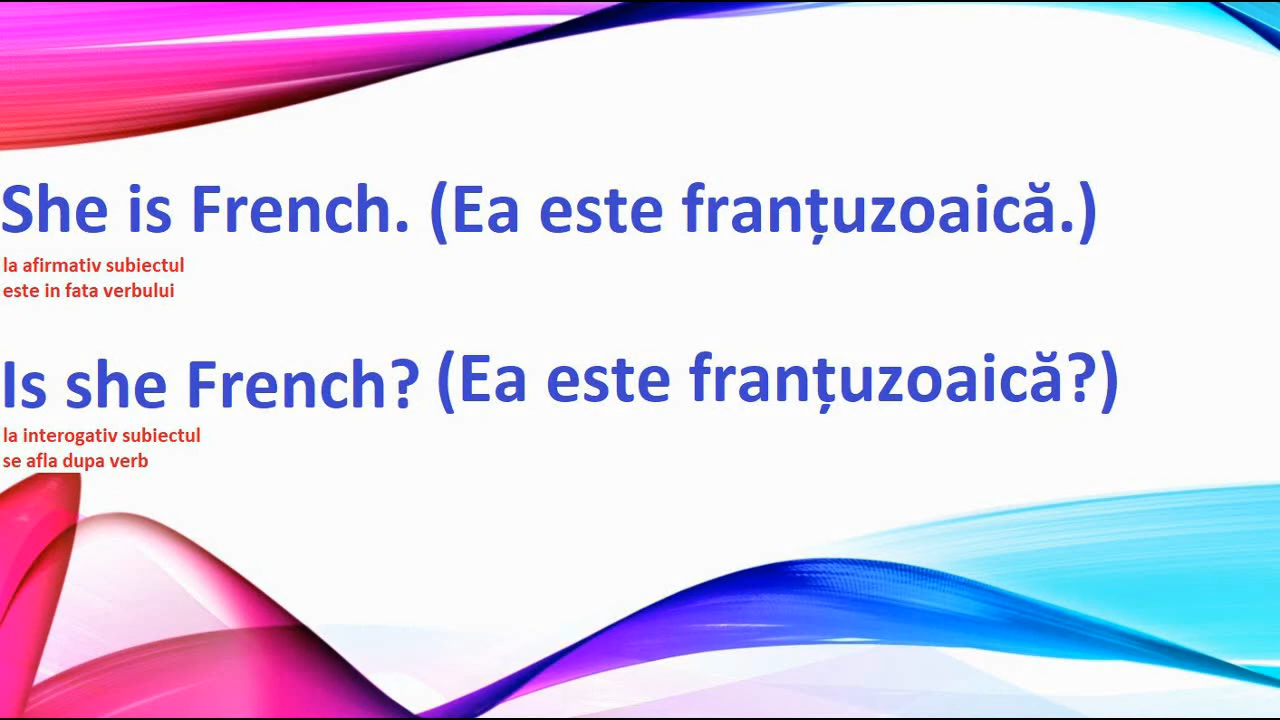 She is French. (Ea este franțuzoaică.)
la afirmativ subiectul
este in fata verbului
Is she French? (Ea este franțuzoaică?)
la interogativ subiectul
se afla dupa verb